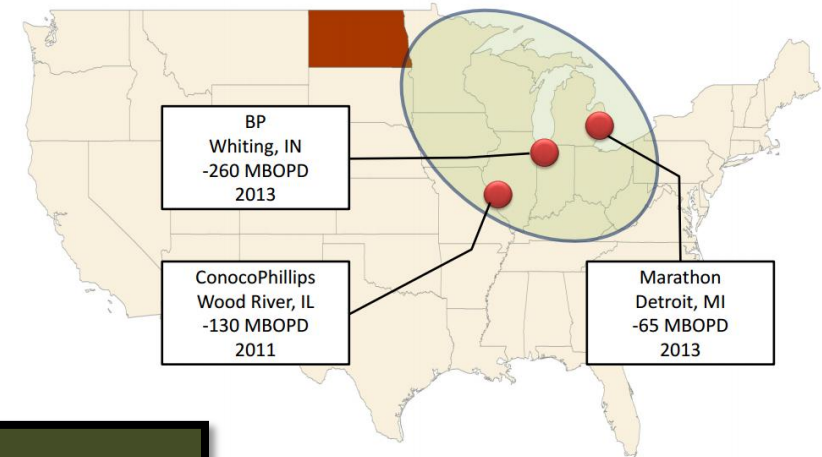 BP
Whiting, IN
-260 MBOPD
2013
ConocoPhillips
Wood River, IL
-130 MBOPD
2011
Marathon
Detroit, MI
-65 MBOPD
2013